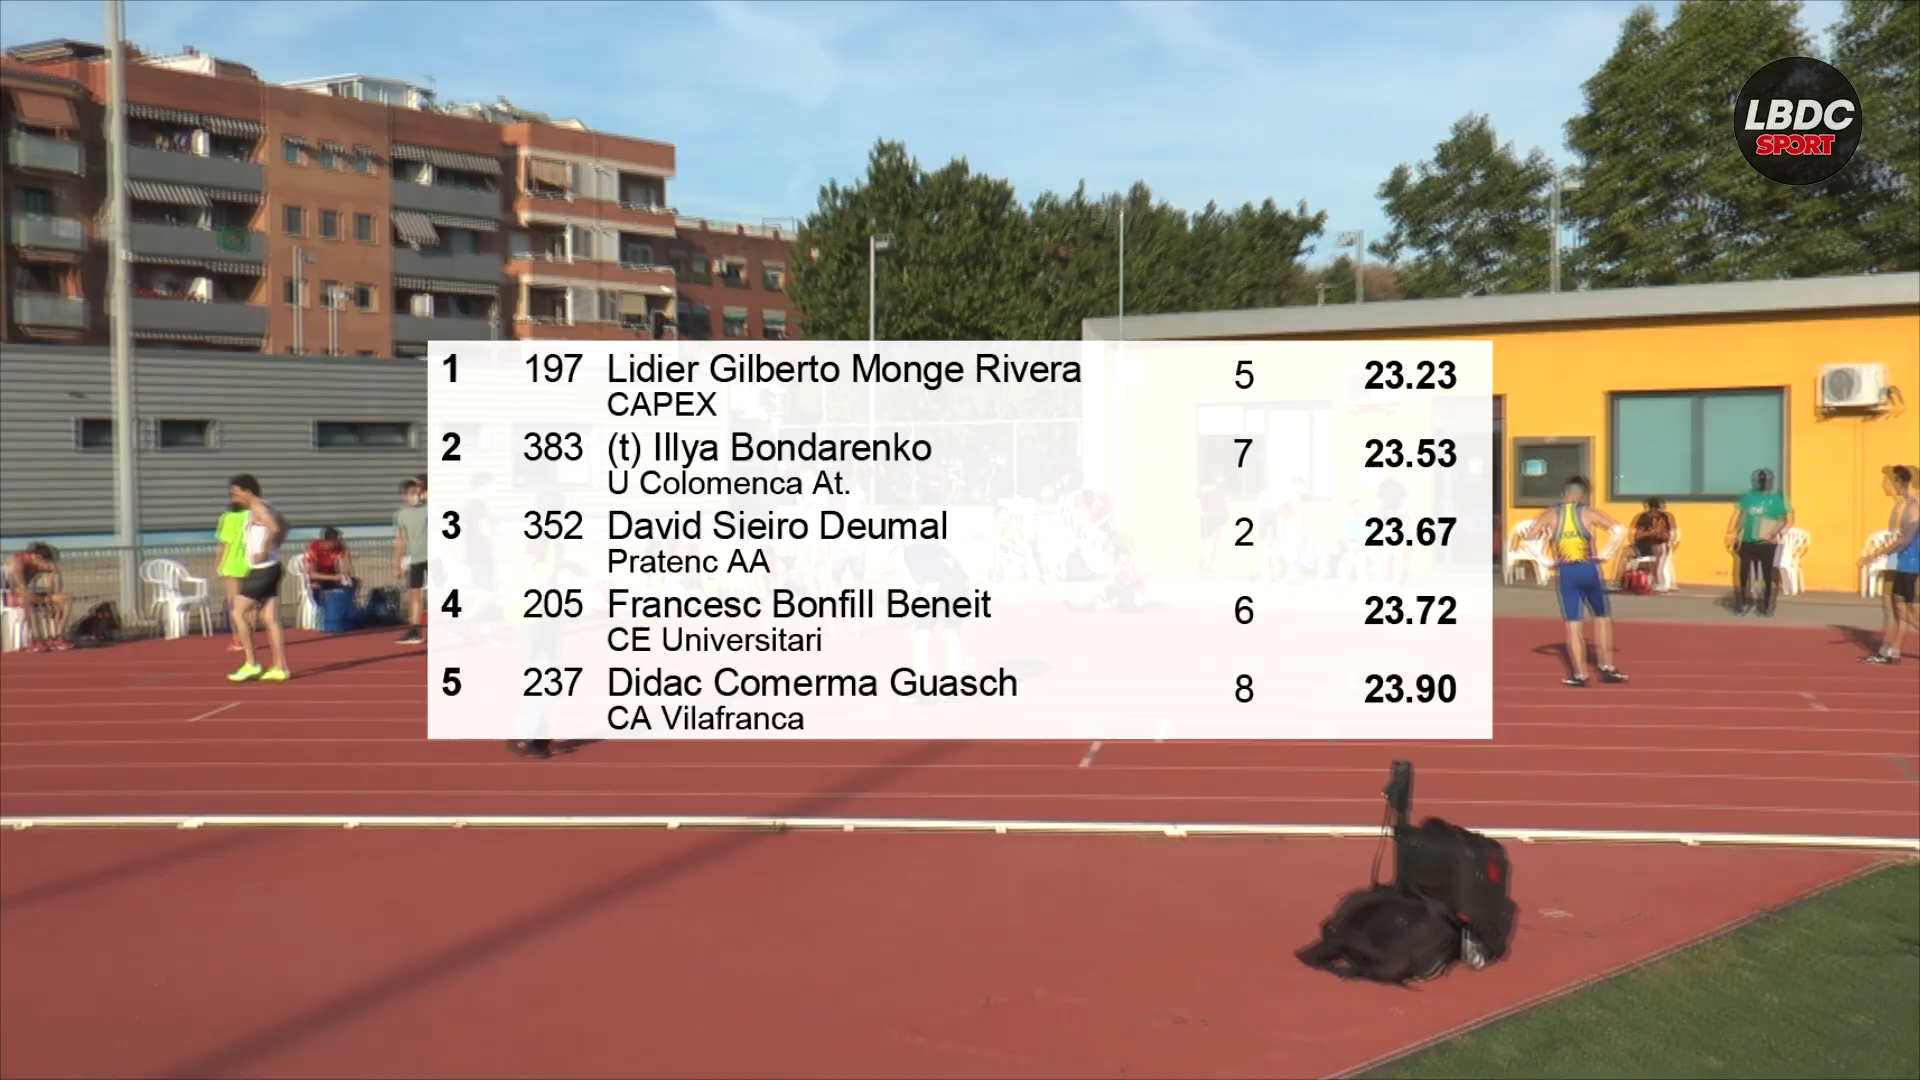 LBDC
SPORT
1 197 Lidier Gilberto Monge Rivera 5 23.23
CAPEX
2 383 (t) Illya Bondarenko 7 23.53
U Colomenca At.
3 352 David Sieiro Deumal 2 23.67
Pratenc AA
4 205 Francesc Bonfill Beneit 6 23.72
CE Universitari
5 237 Didac Comerma Guasch 8 23.90
CA Vilafranca